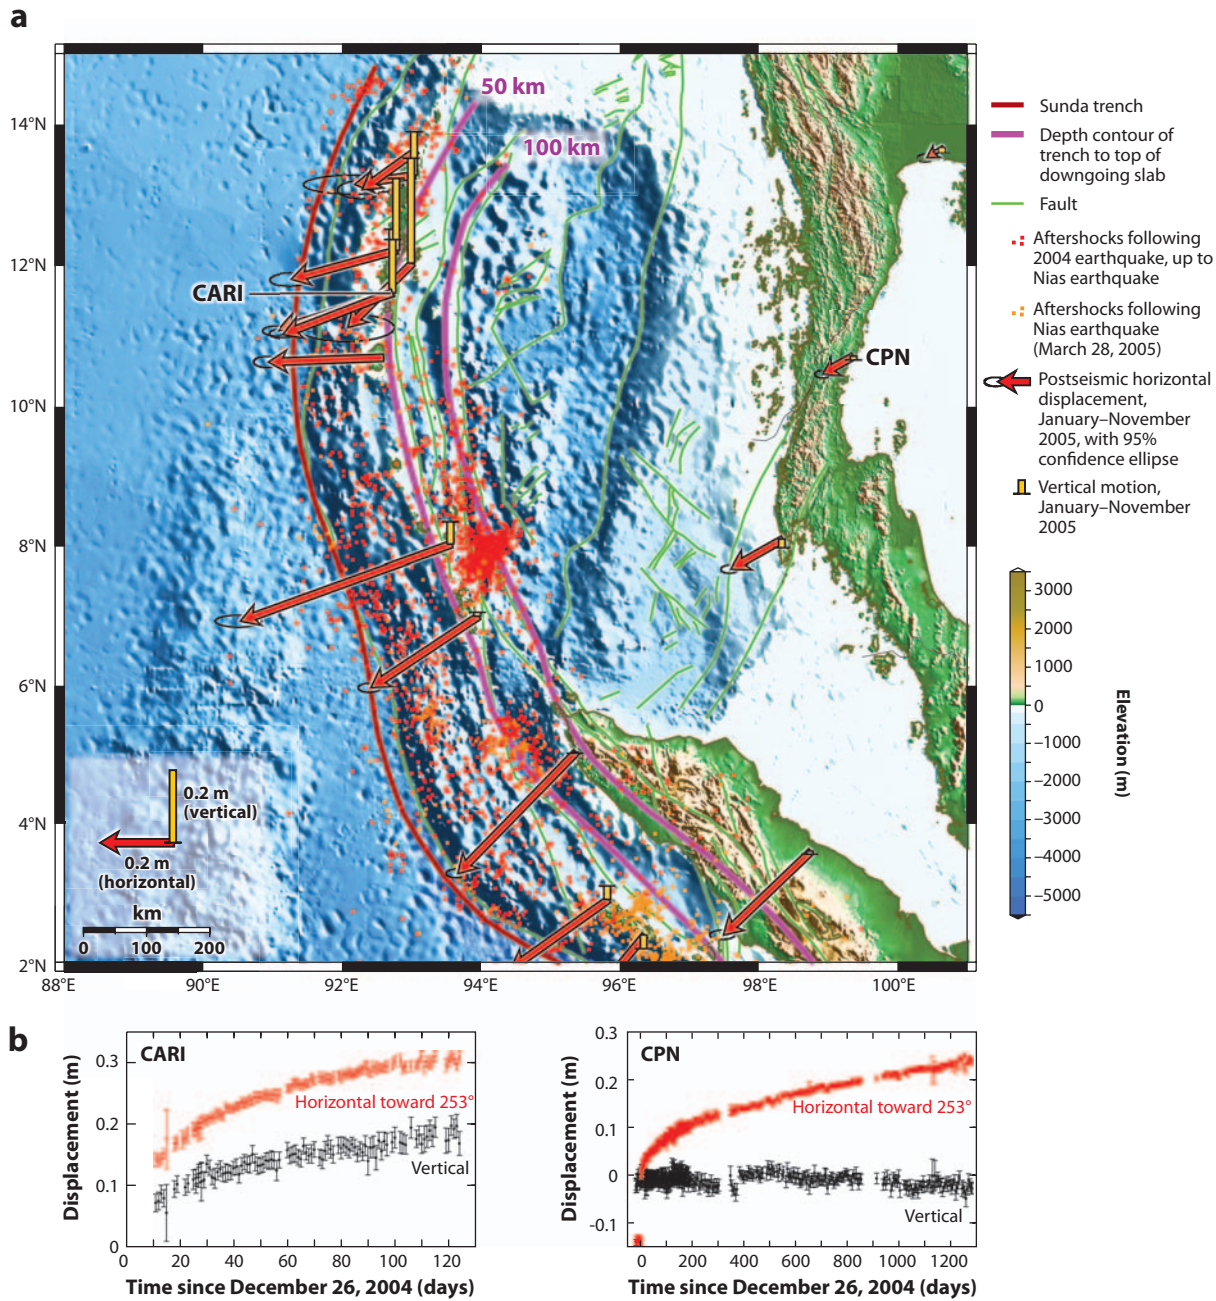 a
50 km
100 km
CARI
CPN
14°N
12°N
10°N
8°N
6°N
4°N
2°N
88°E
90°E
92°E
94°E
96°E
98°E
100°E
0.2 m
(vertical)
0.2 m
(horizontal)
km
0
100
200
Sunda trench
Depth contour of
trench to top of
downgoing slab
Fault
Aftershocks following
2004 earthquake, up to
Nias earthquake
Aftershocks following
Nias earthquake
(March 28, 2005)
Postseismic horizontal
displacement,
January–November
2005, with 95%
confidence ellipse
Vertical motion,
January–November
2005
3000
2000
1000
0
−1000
−2000
−3000
−4000
−5000
Elevation (m)
b
CARI
Displacement (m)
0.3
0.2
0.1
0
Horizontal toward 253°
Vertical
0
20
40
60
80
100
120
Time since December 26, 2004 (days)
CPN
Displacement (m)
0.3
0.2
0.1
0
-0.1
Horizontal toward 253°
Vertical
0
200
400
600
800
1000
1200
Time since December 26, 2004 (days)